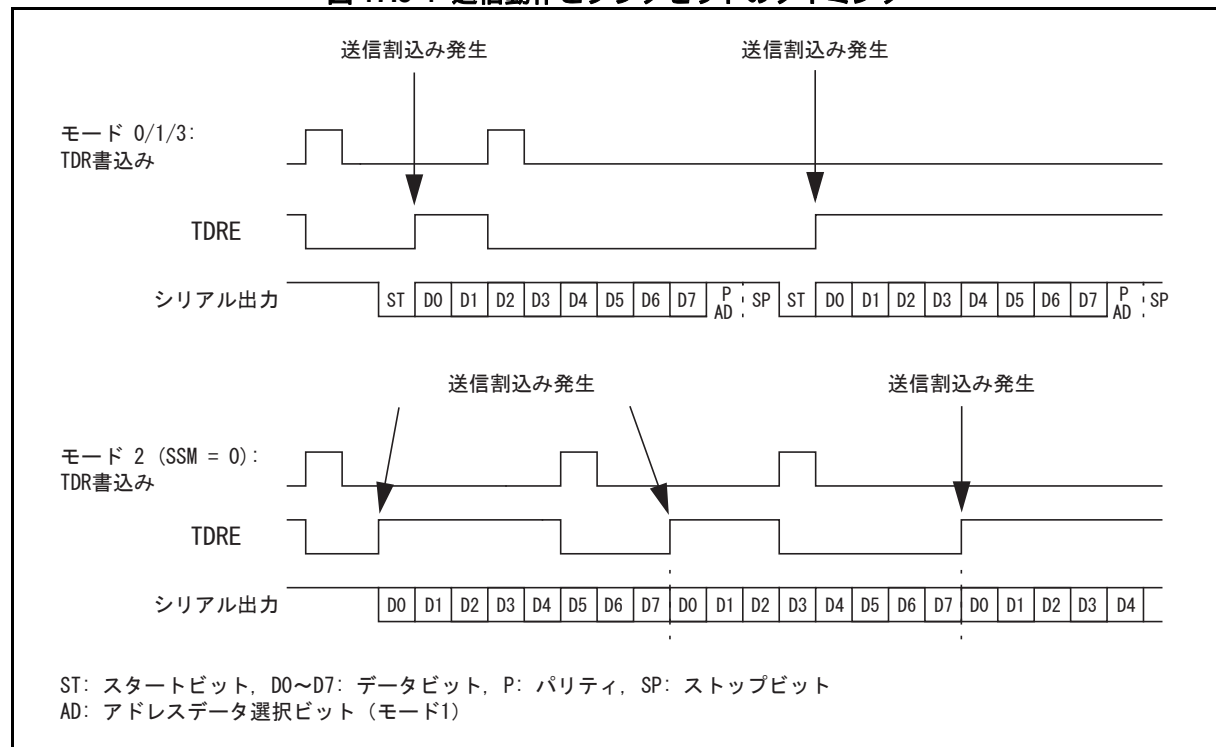 送信割込み発生 送信割込み発生
モード 0/1/3:
TDR書込み
TDRE
シリアル出力 ST D0 D1 D2 D3 D4 D5 D6 D7 P AD SP ST D0 D1 D2 D3 D4 D5 D6 D7 P AD SP
送信割込み発生 送信割込み発生
モード 2 (SSM = 0):
TDR書込み
TDRE
シリアル出力 D0 D1 D2 D3 D4 D5 D6 D7 D0 D1 D2 D3 D4 D5 D6 D7 D0 D1 D2 D3 D4
ST: スタートビット, D0～D7: データビット, P: パリティ, SP: ストップビット
AD: アドレスデータ選択ビット (モード1)